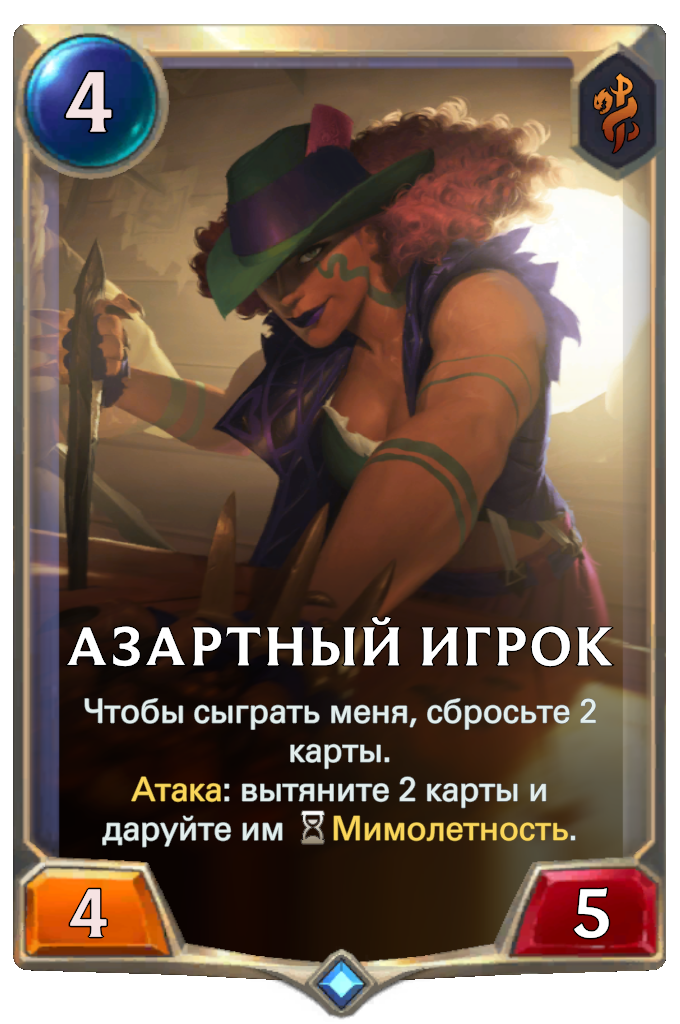 4
АЗАРТНЫЙ ИГРОК
Чтобы сыграть меня, сбросьте 2
карты.
Атака: вытяните 2 карты и
даруйте им Мимолетность.
4
5